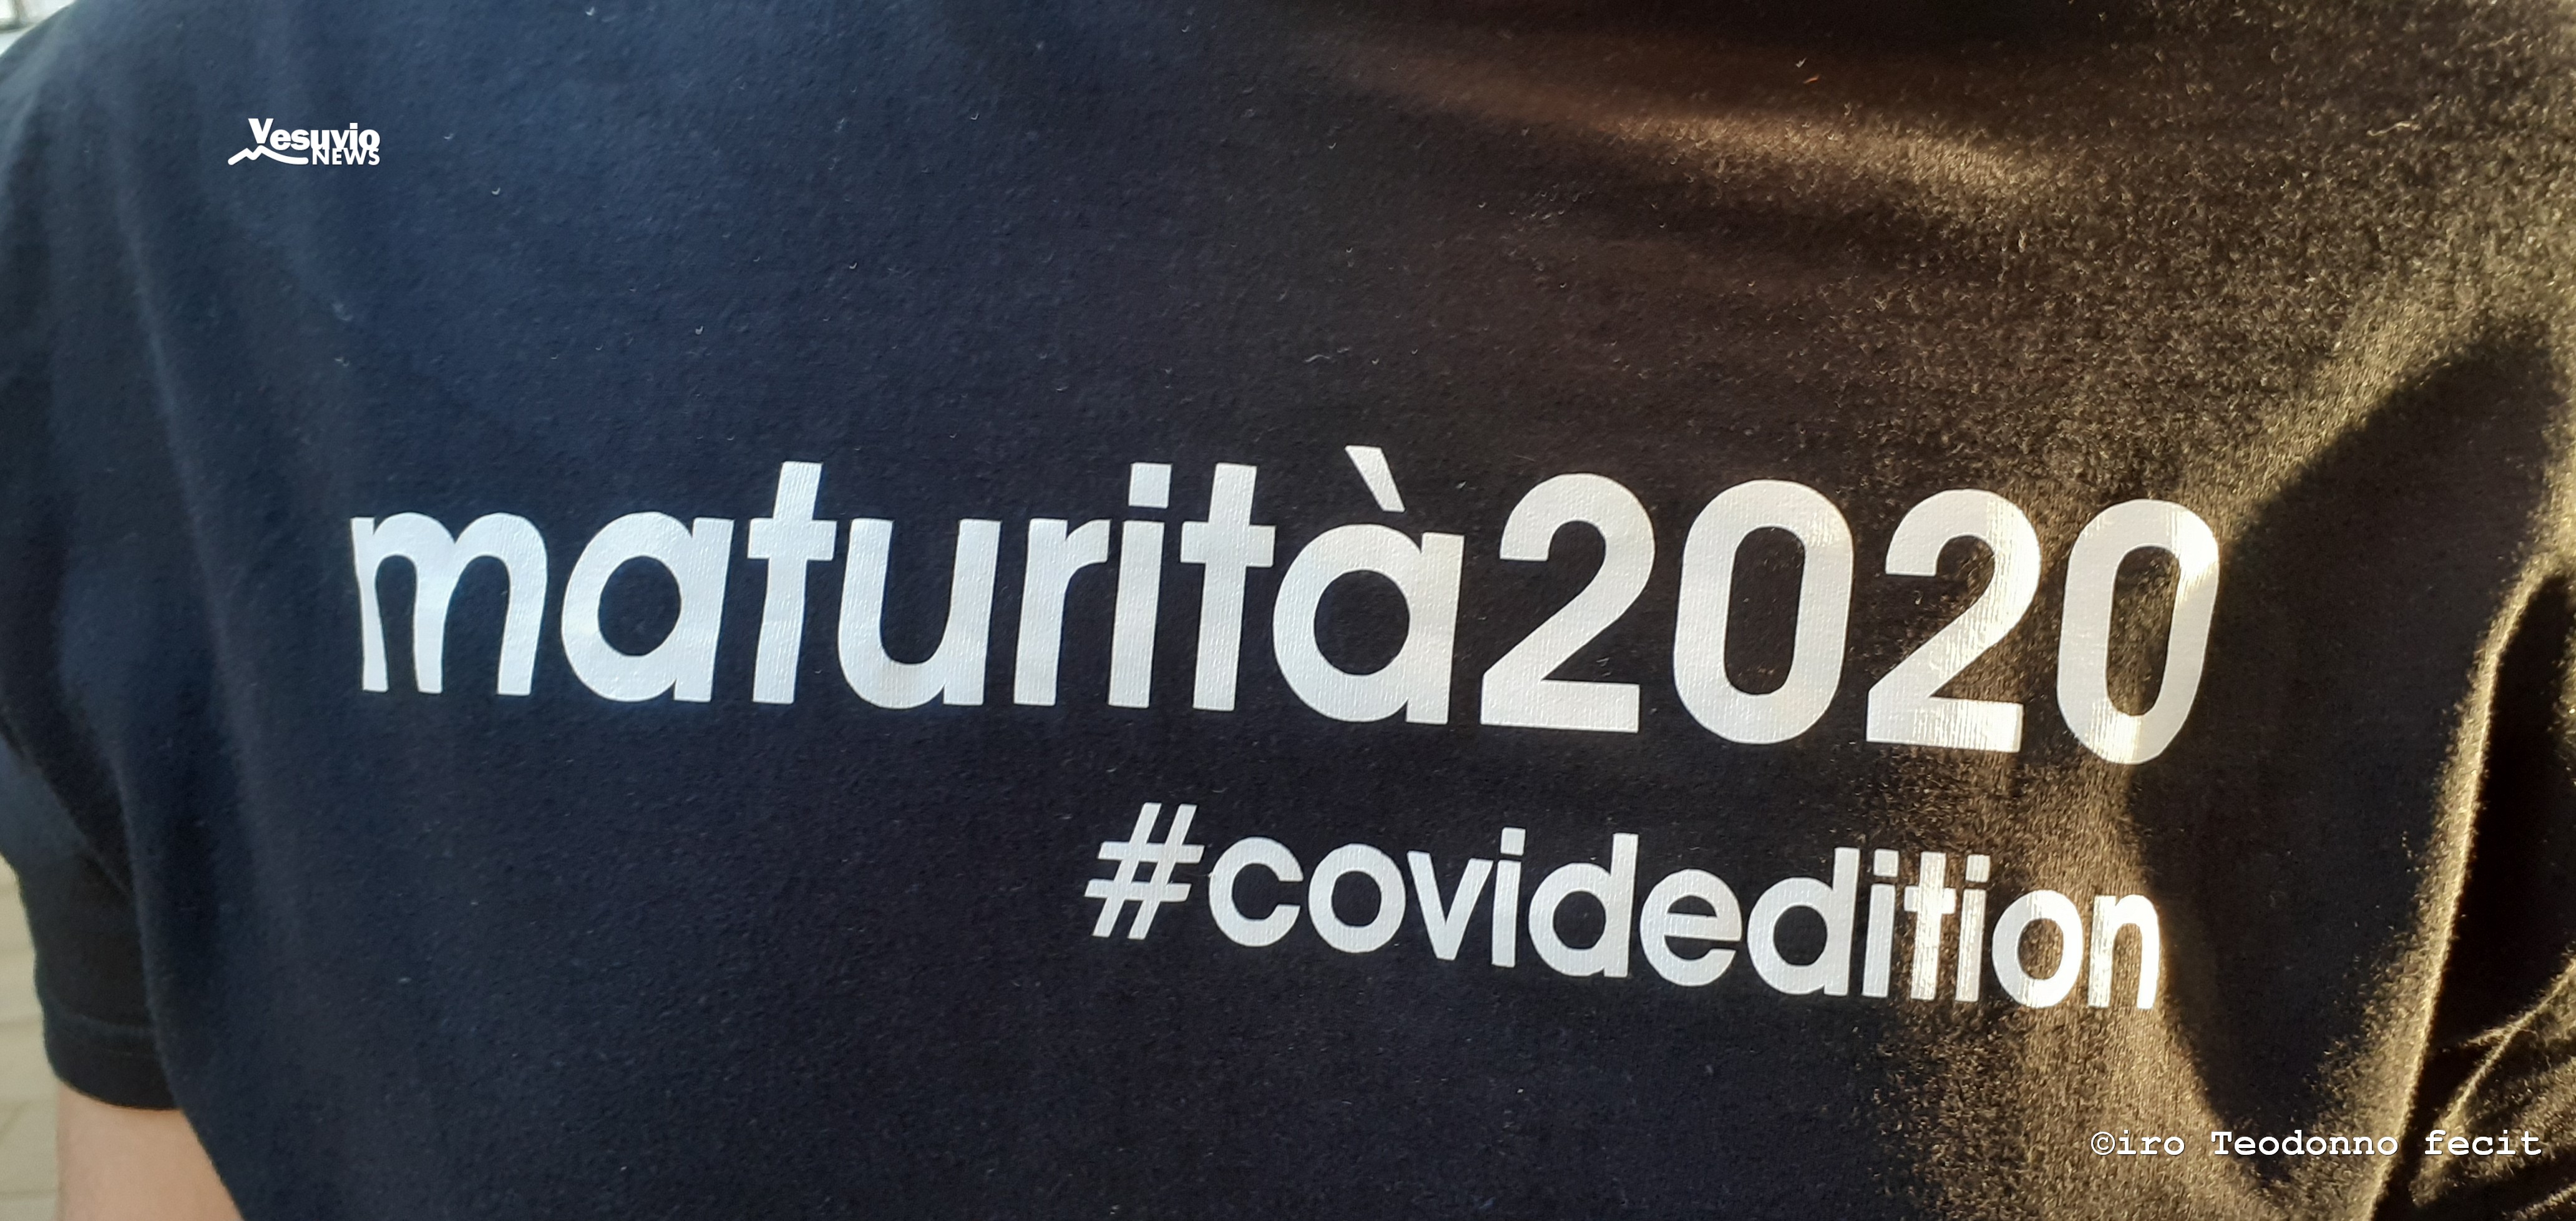 Vesuvio
NEWS
maturità2020
#covidedition
©iro Teodonno fecit